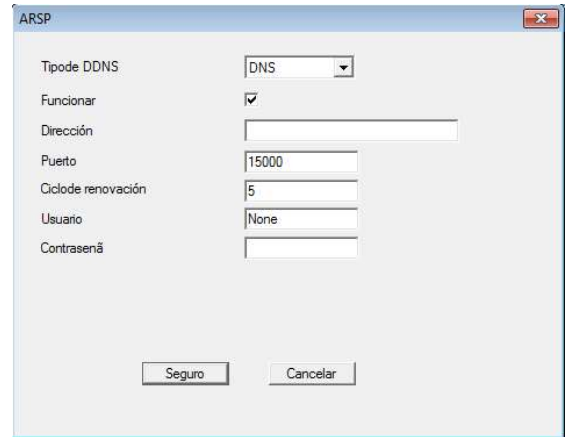 ARSP
Tipode DDNS DNS
Funcionar
Dirección
Puerto 15000
Ciclode renovación 5
Usuario None
Contrasenã
Seguro Cancelar